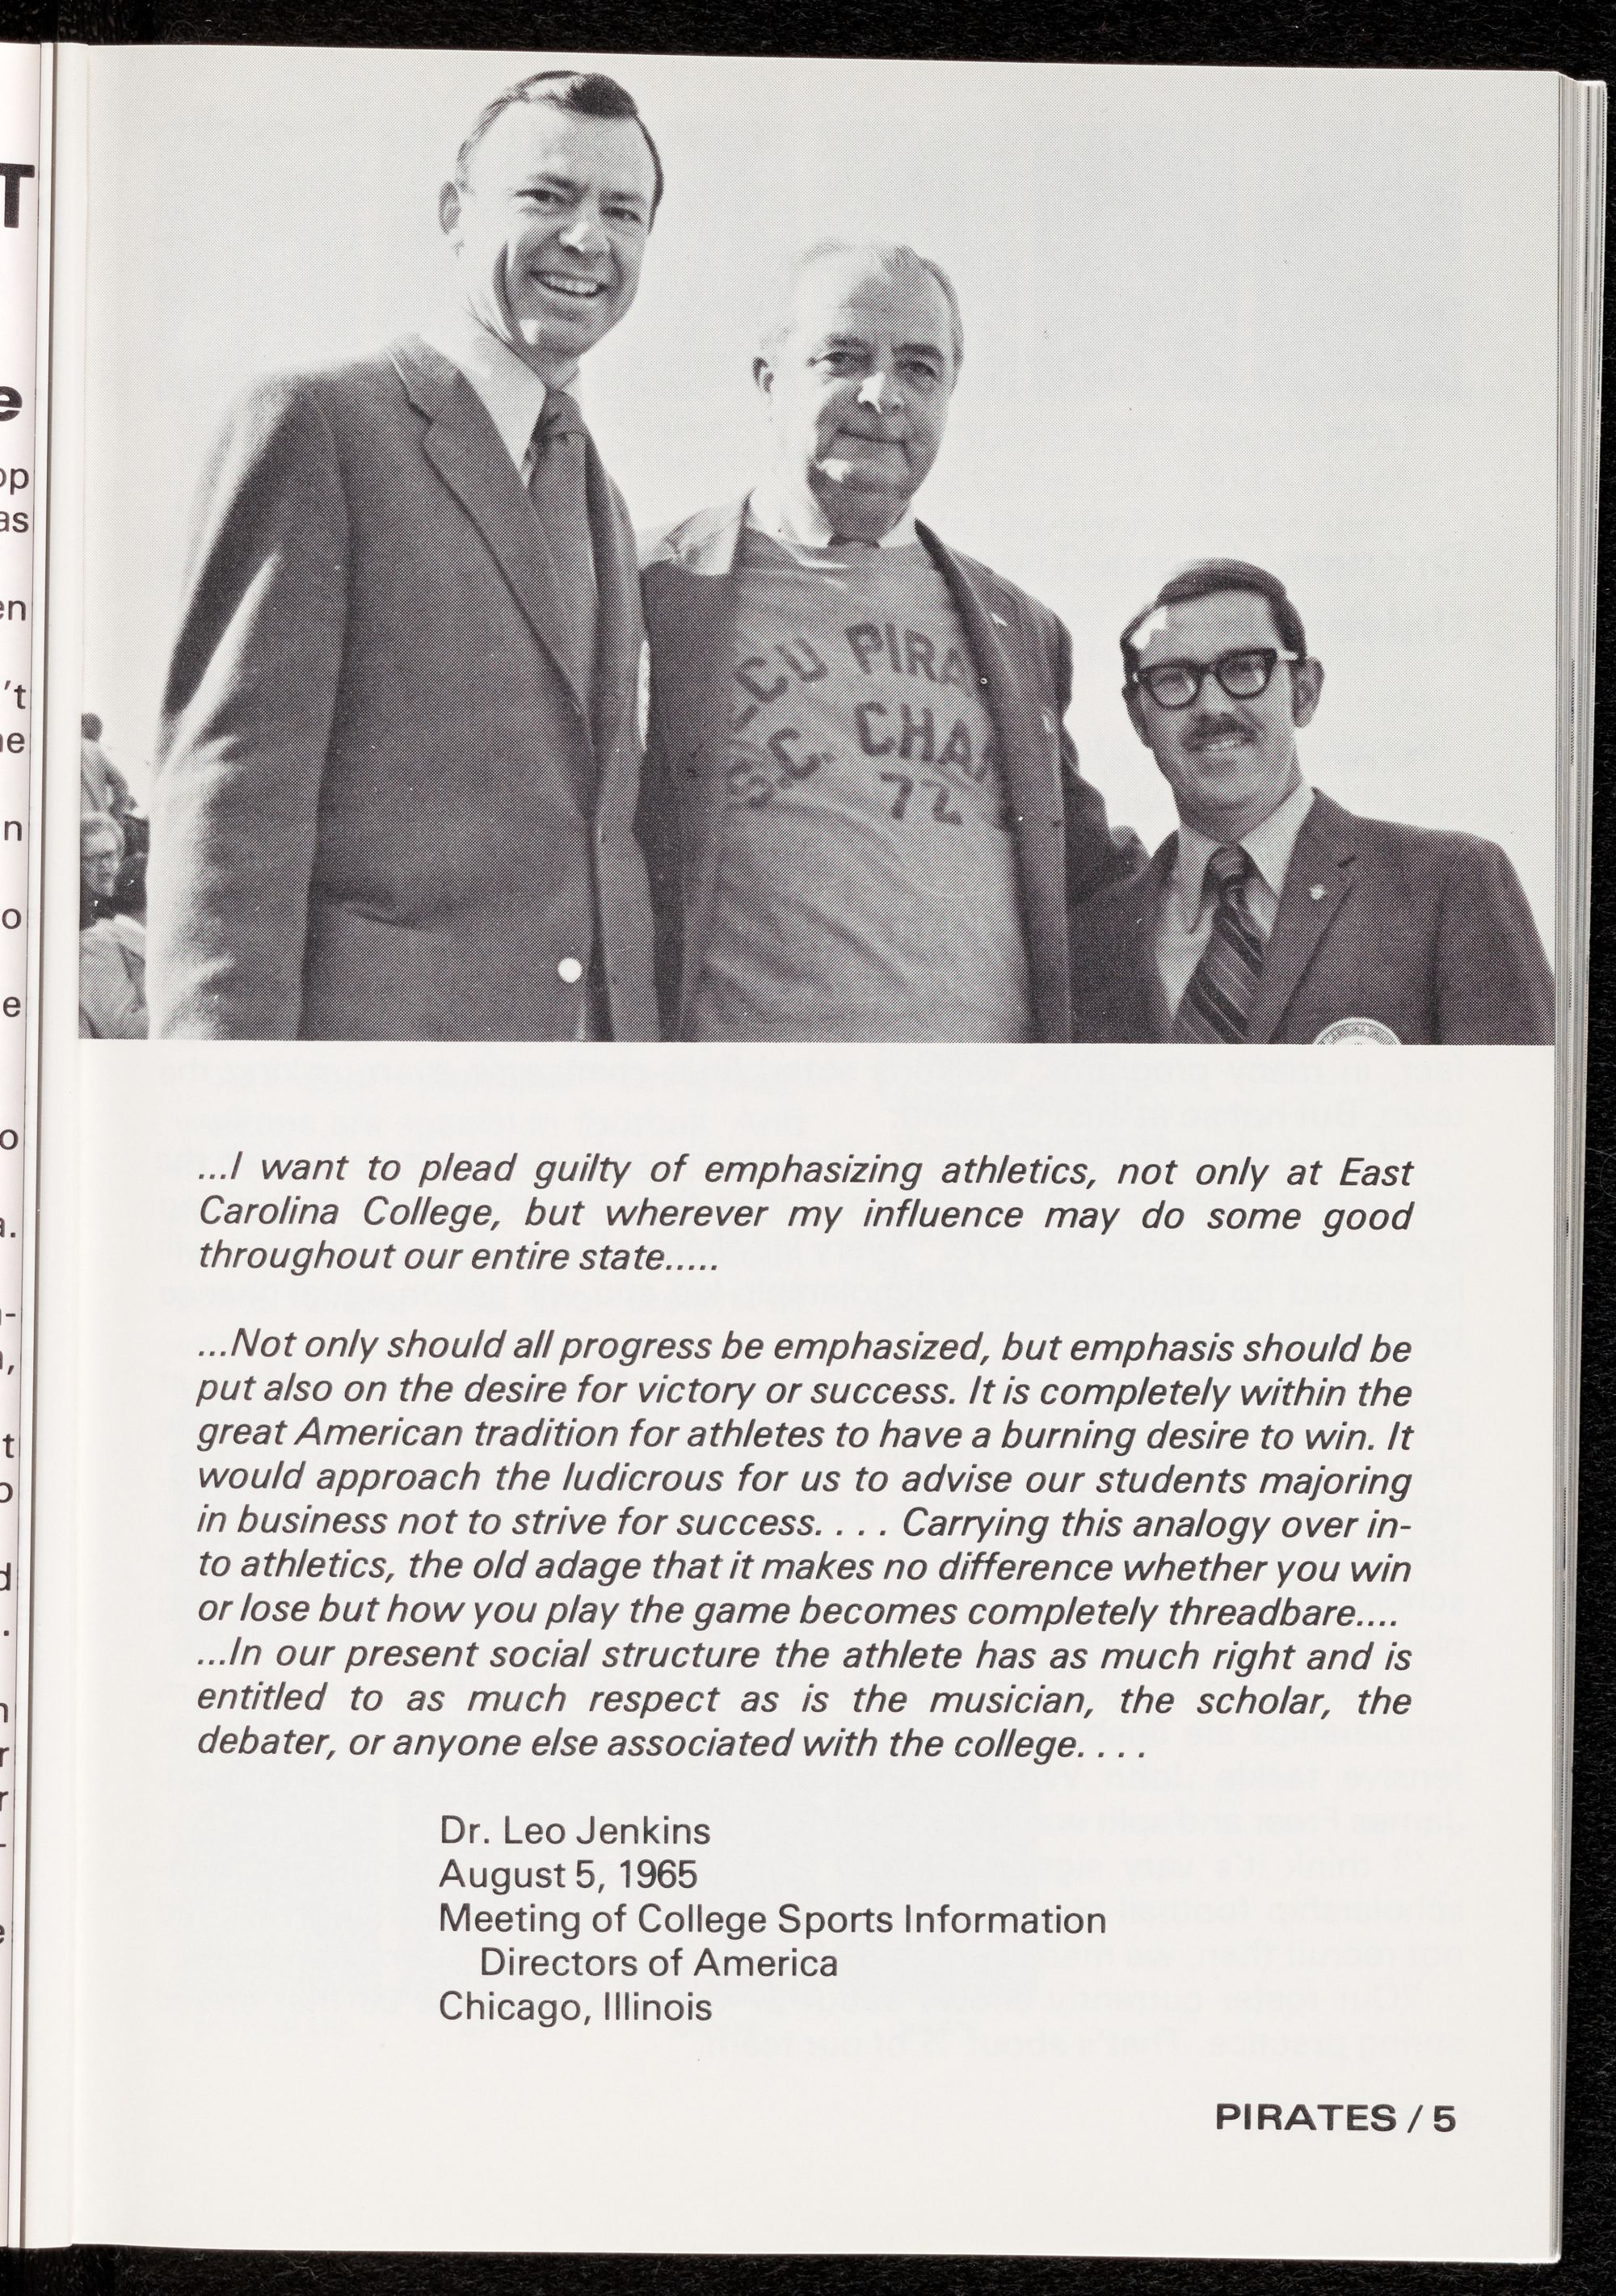 T
e
op
as
en
't
ne
n
o
e
o
a.
t
d
.
r
r
e
CU PIRA
S.C. CHA
72
...I want to plead guilty of emphasizing athletics, not only at East
Carolina College, but wherever my influence may do some good
throughout our entire state.....
...Not only should all progress be emphasized, but emphasis should be
put also on the desire for victory or success. It is completely within the
great American tradition for athletes to have a burning desire to win. It
would approach the ludicrous for us to advise our students majoring
in business not to strive for success. . . . Carrying this analogy over in-
to athletics, the old adage that it makes no difference whether you win
or lose but how you play the game becomes completely threadbare....
...In our present social structure the athlete has as much right and is
entitled to as much respect as is the musician, the scholar, the
debater, or anyone else associated with the college. . . .
Dr. Leo Jenkins
August 5, 1965
Meeting of College Sports Information
Directors of America
Chicago, Illinois
PIRATES / 5